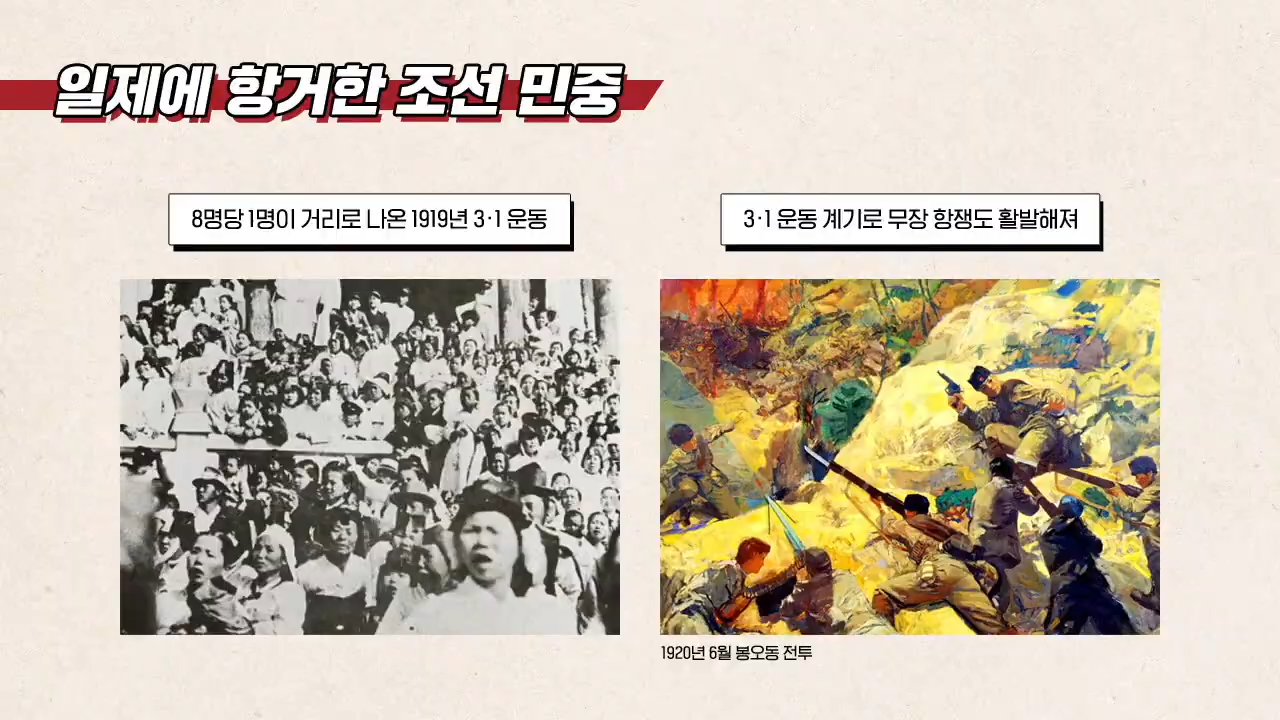 일제에 항거한 조선 민중
8명당 1명이 거리로 나온 1919년 3·1 운동
3·1 운동 계기로 무장 항쟁도 활발해져
1920년 6월 봉오동 전투